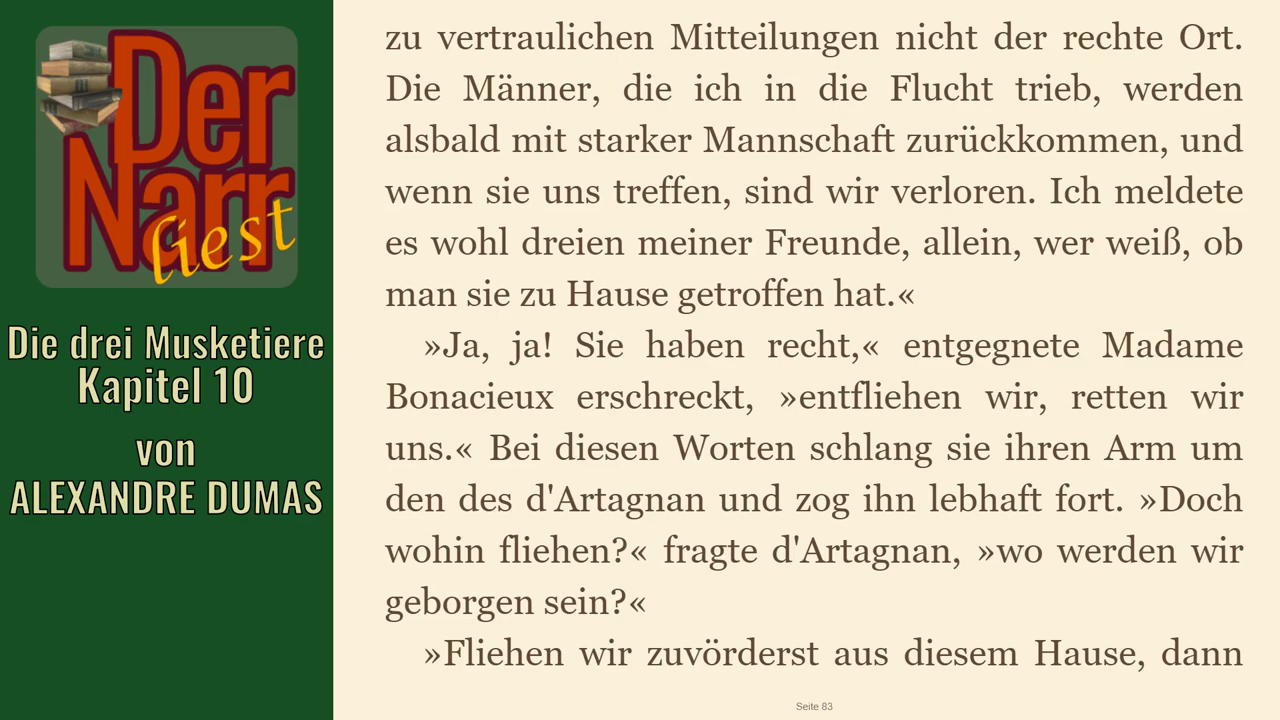 Der
Narr
liest
Die drei Musketiere
Kapitel 10
von
ALEXANDRE DUMAS
zu vertraulichen Mitteilungen nicht der rechte Ort.
Die Männer, die ich in die Flucht trieb, werden
alsbald mit starker Mannschaft zurückkommen, und
wenn sie uns treffen, sind wir verloren. Ich meldete
es wohl dreien meiner Freunde, allein, wer weiß, ob
man sie zu Hause getroffen hat.«
»Ja, ja! Sie haben recht,« entgegnete Madame
Bonacieux erschreckt, »entfliehen wir, retten wir
uns.« Bei diesen Worten schlang sie ihren Arm um
den des d'Artagnan und zog ihn lebhaft fort. »Doch
wohin fliehen?« fragte d'Artagnan, »wo werden wir
geborgen sein?«
»Fliehen wir zuvörderst aus diesem Hause, dann
Seite 83